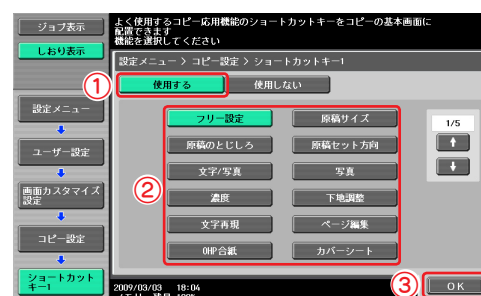 ジョブ表示
しおり表示
よく使用するコピー応用機能のショートカットキーをコピーの基本画面に
配置できます
機能を選択してください
設定メニュー > コピー設定 > ショートカットキー1
①
使用する
使用しない
設定メニュー
ユーザー設定
画面カスタマイズ
設定
コピー設定
ショートカット
キー1
②
フリー設定
原稿サイズ
原稿のとじしろ
原稿セット方向
文字/写真
写真
濃度
下地調整
文字再現
ページ編集
OHP合紙
カバーシート
1/5
③
OK
2009/03/03 18:04
メモリー残量 100%